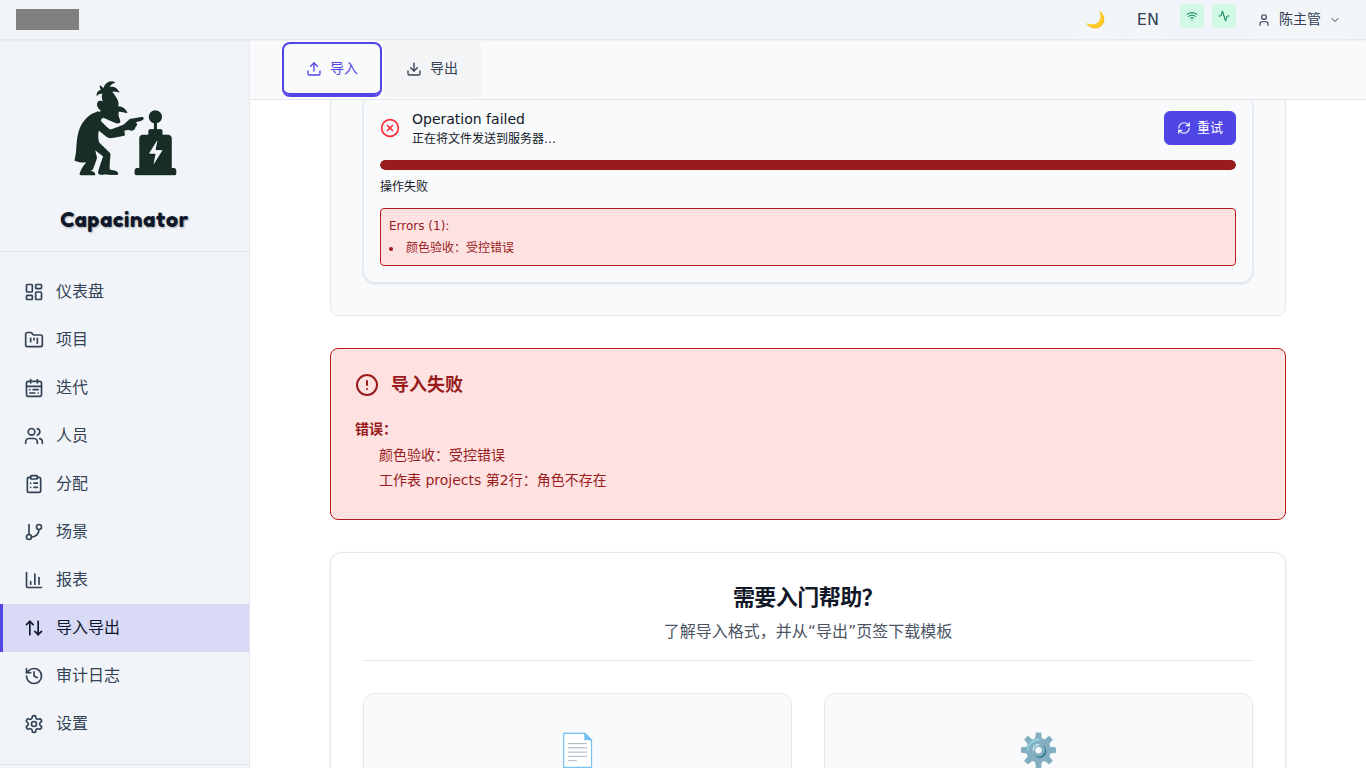 EN
陈主管
Capacinator
仪表盘
项目
迭代
人员
分配
场景
报表
导入导出
审计日志
设置
导入
导出
Operation failed
正在将文件发送到服务器...
重试
操作失败
Errors (1):
颜色验收：受控错误
导入失败
错误：
颜色验收：受控错误
工作表 projects 第2行：角色不存在
需要入门帮助？
了解导入格式，并从“导出”页签下载模板